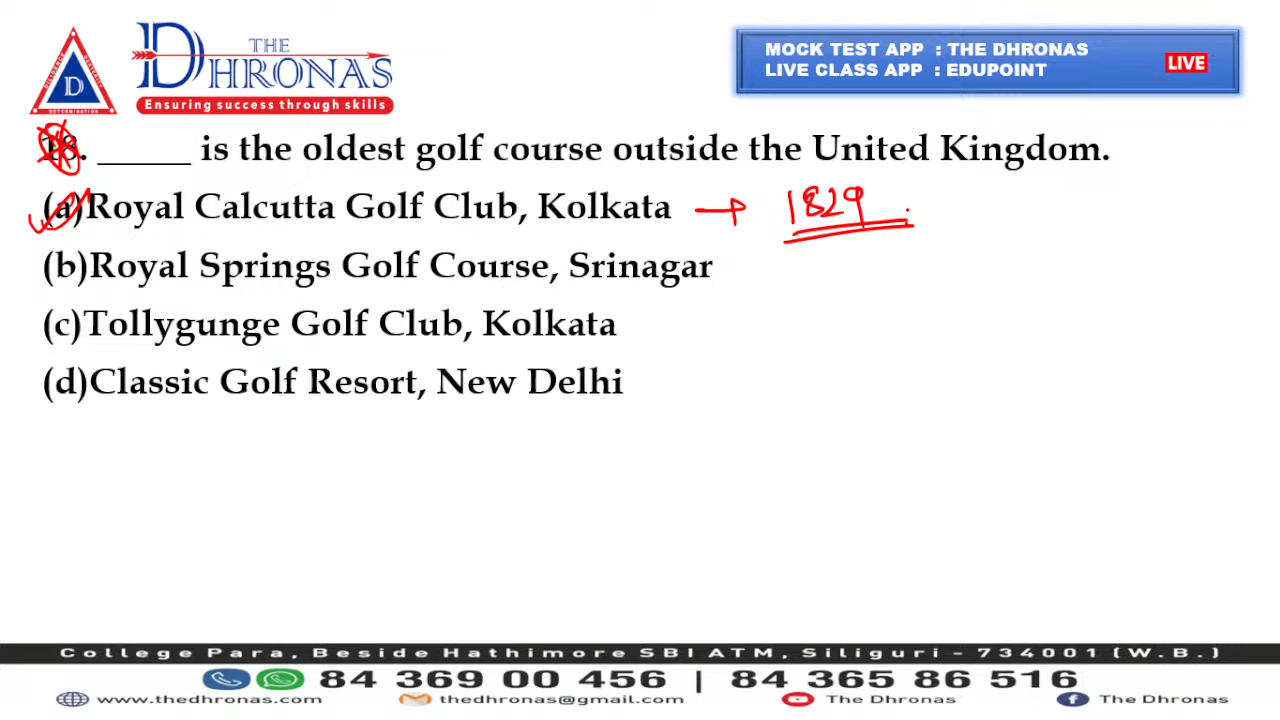 THE
DHRONAS
Ensuring success through skills
D
DETERMINATION
MOCK TEST APP : THE DHRONAS
LIVE CLASS APP : EDUPOINT
LIVE
18. _____ is the oldest golf course outside the United Kingdom.
(a)Royal Calcutta Golf Club, Kolkata → 1829
(b)Royal Springs Golf Course, Srinagar
(c)Tollygunge Golf Club, Kolkata
(d)Classic Golf Resort, New Delhi
College Para, Beside Hathimore SBI ATM, Siliguri - 734001 (W.B.)
84 369 00 456 | 84 365 86 516
www.thedhronas.com thedhronas@gmail.com The Dhronas The Dhronas